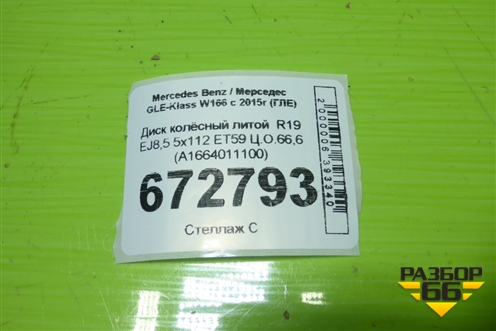 Mercedes Benz / Мерседес
GLE-Klass W166 с 2015г (ГЛЕ)
Диск колёсный литой R19
EJ8,5 5x112 ET59 Ц.О.66,6
(A1664011100)
672793
Стеллаж С
2000006393340
РАЗБОР
66